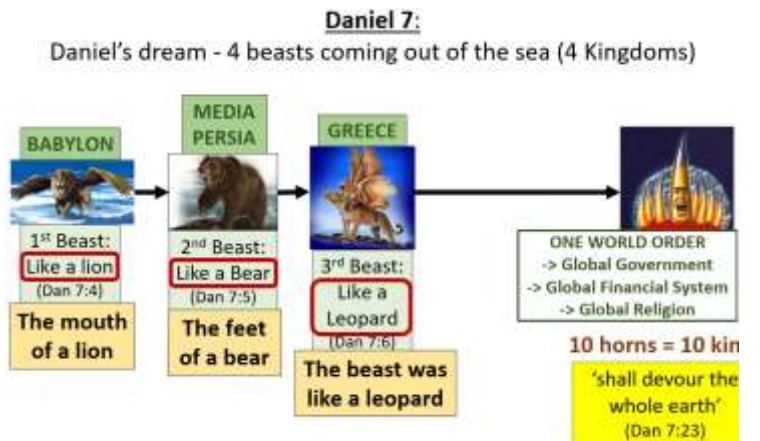 Daniel 7:
Daniel's dream - 4 beasts coming out of the sea (4 Kingdoms)
BABYLON
1st Beast:
Like a lion
(Dan 7:4)
The mouth
of a lion
MEDIA
PERSIA
2nd Beast:
Like a Bear
(Dan 7:5)
The feet
of a bear
GREECE
3rd Beast:
Like a
Leopard
(Dan 7:6)
The beast was
like a leopard
ONE WORLD ORDER
-> Global Government
-> Global Financial System
-> Global Religion
10 horns = 10 kin
'shall devour the
whole earth'
(Dan 7:23)